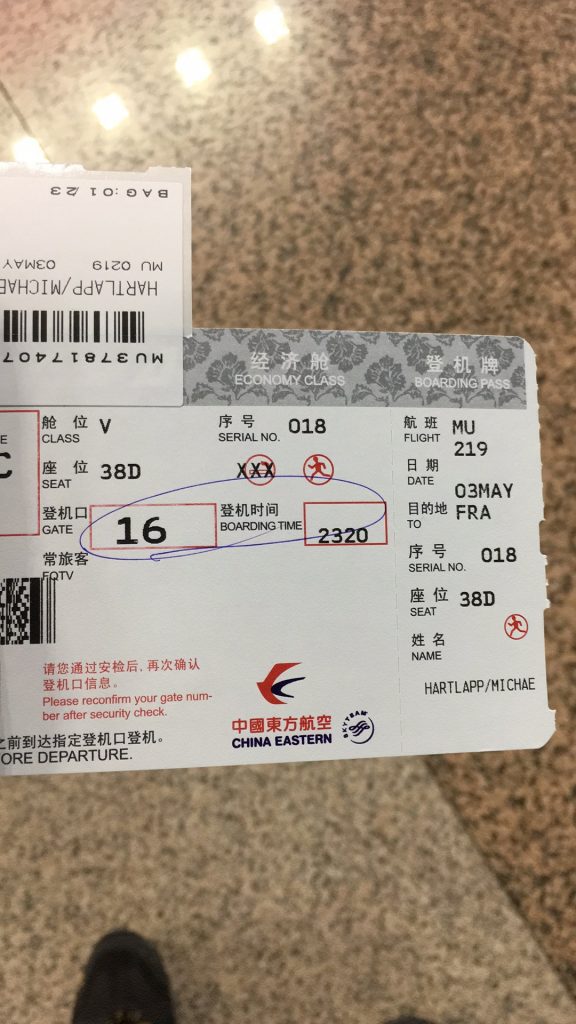 BAG:01/23
MU 0219 03MAY
HARTLAPP/MICHAE
MU37817407
经济舱
ECONOMY CLASS
登机牌
BOARDING PASS
舱位 V
CLASS
序号 018
SERIAL NO.
座位 38D
SEAT
XXX
登机口 16
GATE
登机时间 2320
BOARDING TIME
常旅客
FQTV
请您通过安检后,再次确认
登机口信息。
Please reconfirm your gate num-
ber after security check.
之前到达指定登机口登机。
ORE DEPARTURE.
中國東方航空
CHINA EASTERN
SKYTEAM
航班 MU
FLIGHT 219
日期
DATE 03MAY
目的地 FRA
TO
序号 018
SERIAL NO.
座位 38D
SEAT
姓名
NAME
HARTLAPP/MICHAE